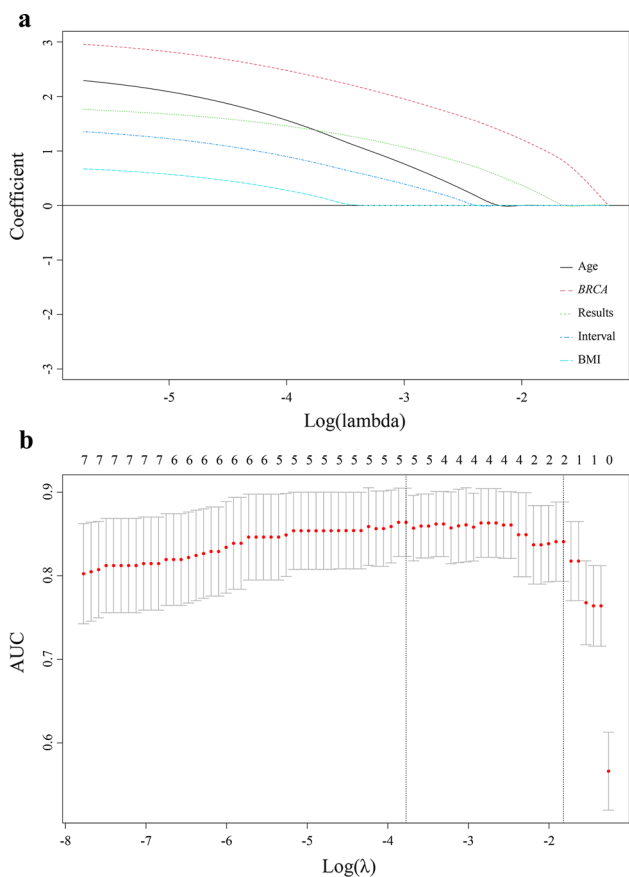 a
3
2
1
0
-1
-2
-3
Coefficient
Age
BRCA
Results
Interval
BMI
-5 -4 -3 -2
Log(lambda)
b
7 7 7 7 7 7 6 6 6 6 6 6 6 5 5 5 5 5 5 5 5 5 5 5 4 4 4 4 4 4 2 2 2 1 1 0
0.9
0.8
0.7
0.6
AUC
-8 -7 -6 -5 -4 -3 -2
Log(λ)